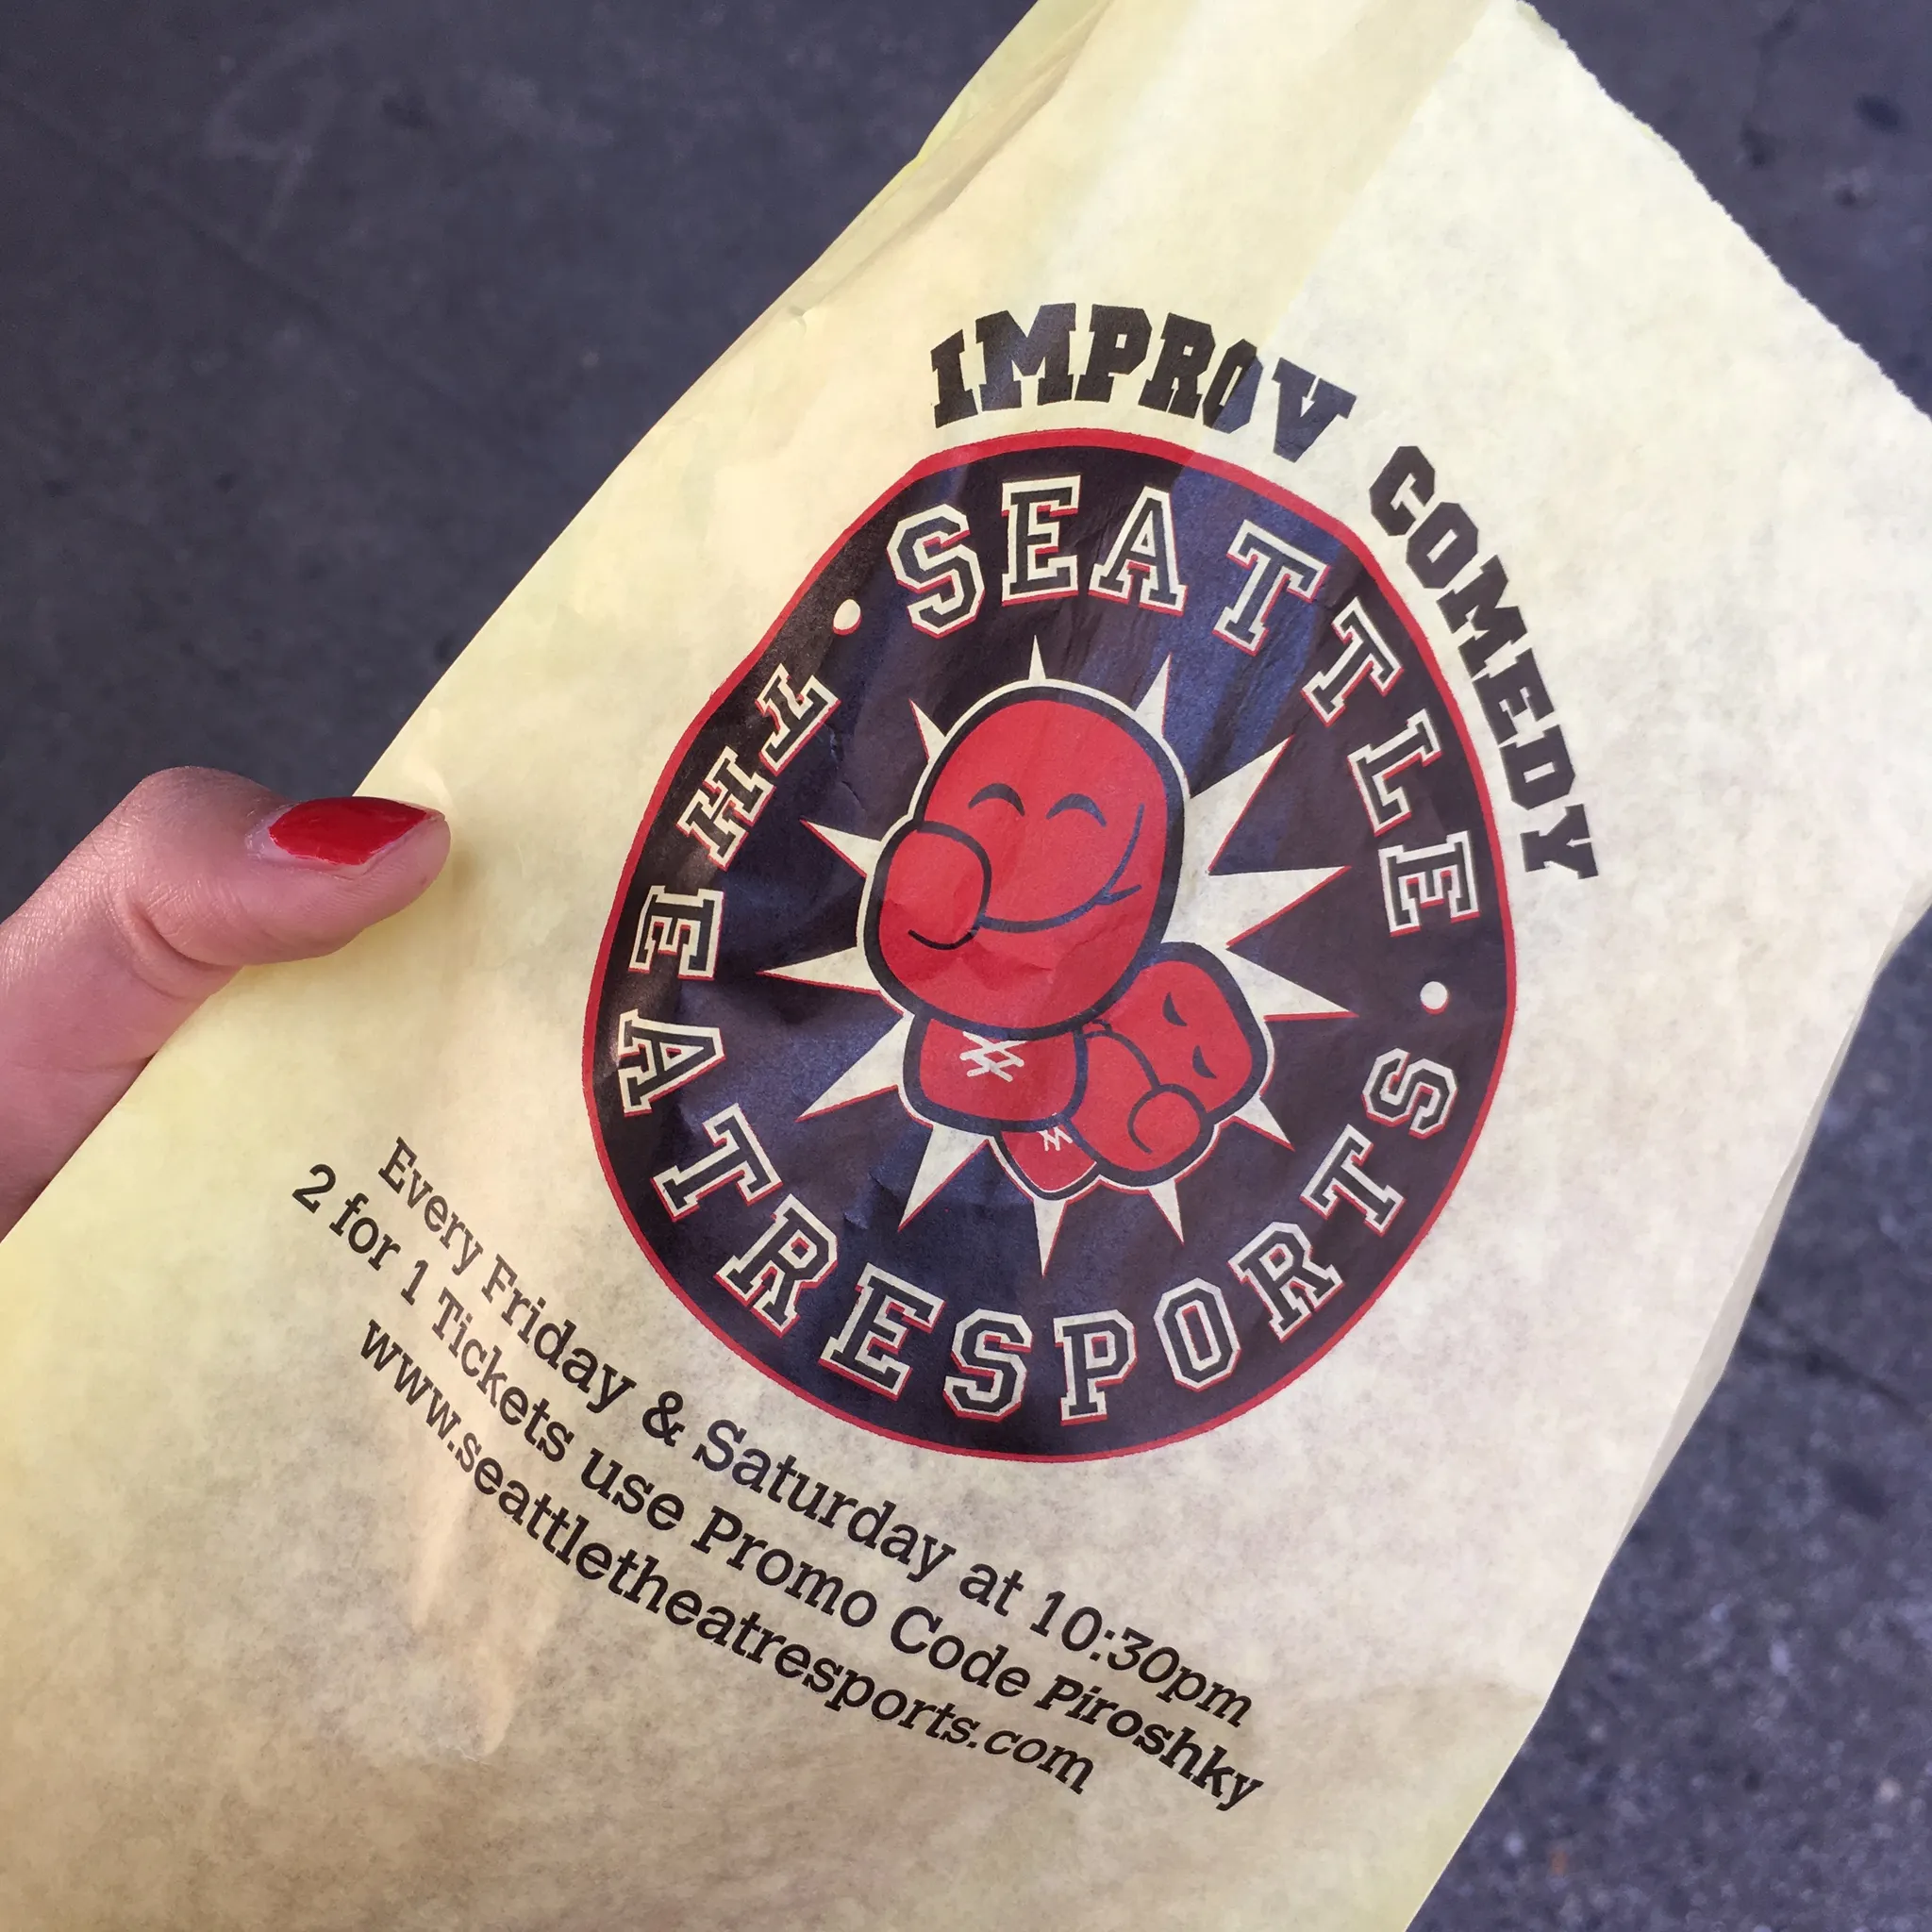 IMPROV COMEDY
SEATTLE
THEATRESPORTS
Every Friday & Saturday at 10:30pm
2 for 1 Tickets use Promo Code Piroshky
www.seattletheatresports.com